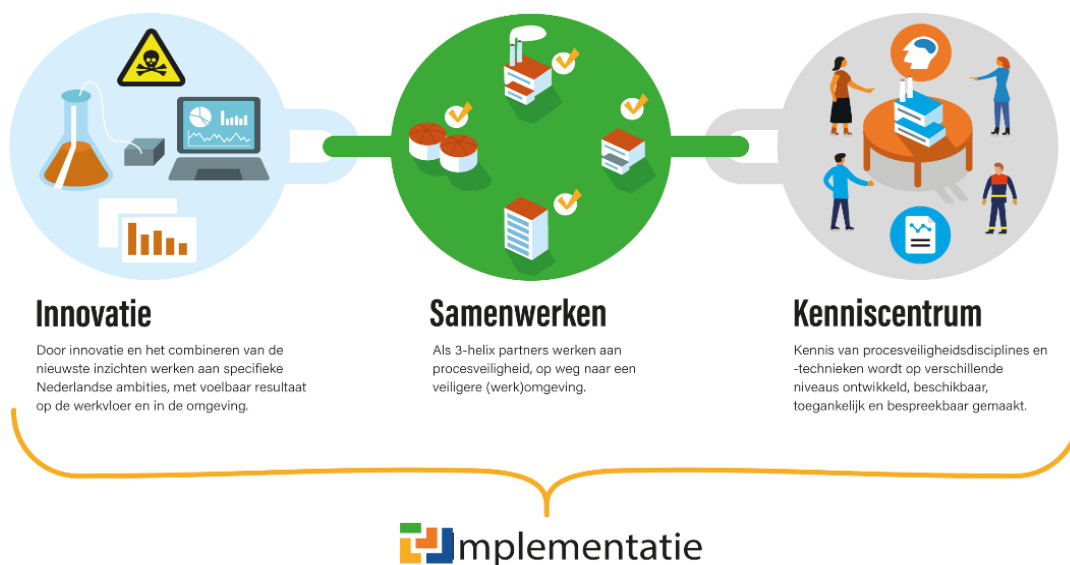 Innovatie
Door innovatie en het combineren van de
nieuwste inzichten werken aan specifieke
Nederlandse ambities, met voelbaar resultaat
op de werkvloer en in de omgeving.
Samenwerken
Als 3-helix partners werken aan
procesveiligheid, op weg naar een
veiligere (werk)omgeving.
Kenniscentrum
Kennis van procesveiligheidsdisciplines en
-technieken wordt op verschillende
niveaus ontwikkeld, beschikbaar,
toegankelijk en bespreekbaar gemaakt.
Implementatie